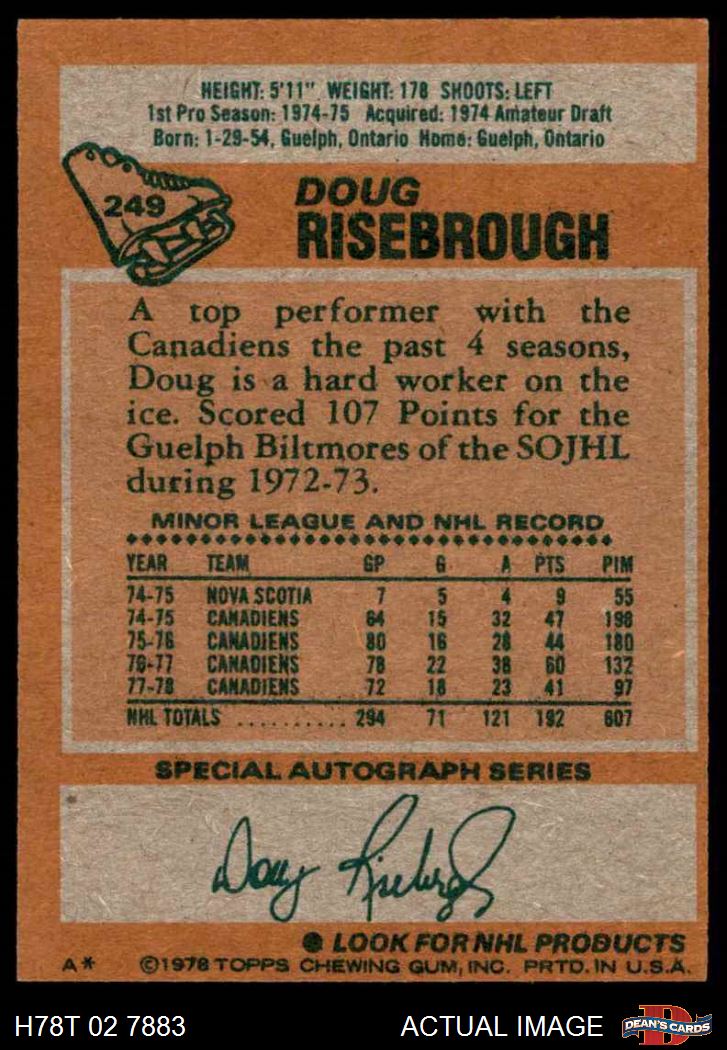 HEIGHT: 5'11" WEIGHT: 178 SHOOTS: LEFT
1st Pro Season: 1974-75 Acquired: 1974 Amateur Draft
Born: 1-29-54, Guelph, Ontario Home: Guelph, Ontario
249
DOUG
RISEBROUGH
A top performer with the
Canadiens the past 4 seasons,
Doug is a hard worker on the
ice. Scored 107 Points for the
Guelph Biltmores of the SOJHL
during 1972-73.
MINOR LEAGUE AND NHL RECORD
YEAR TEAM GP G A PTS PIM
74-75 NOVA SCOTIA 7 5 4 9 55
74-75 CANADIENS 64 15 32 47 198
75-76 CANADIENS 80 16 28 44 180
76-77 CANADIENS 78 22 38 60 132
77-78 CANADIENS 72 18 23 41 97
NHL TOTALS .......... 294 71 121 192 607
SPECIAL AUTOGRAPH SERIES
Doug Risebrough
LOOK FOR NHL PRODUCTS
A* ©1978 TOPPS CHEWING GUM, INC. PRTD. IN U.S.A.
H78T 02 7883 ACTUAL IMAGE D DEAN'S CARDS